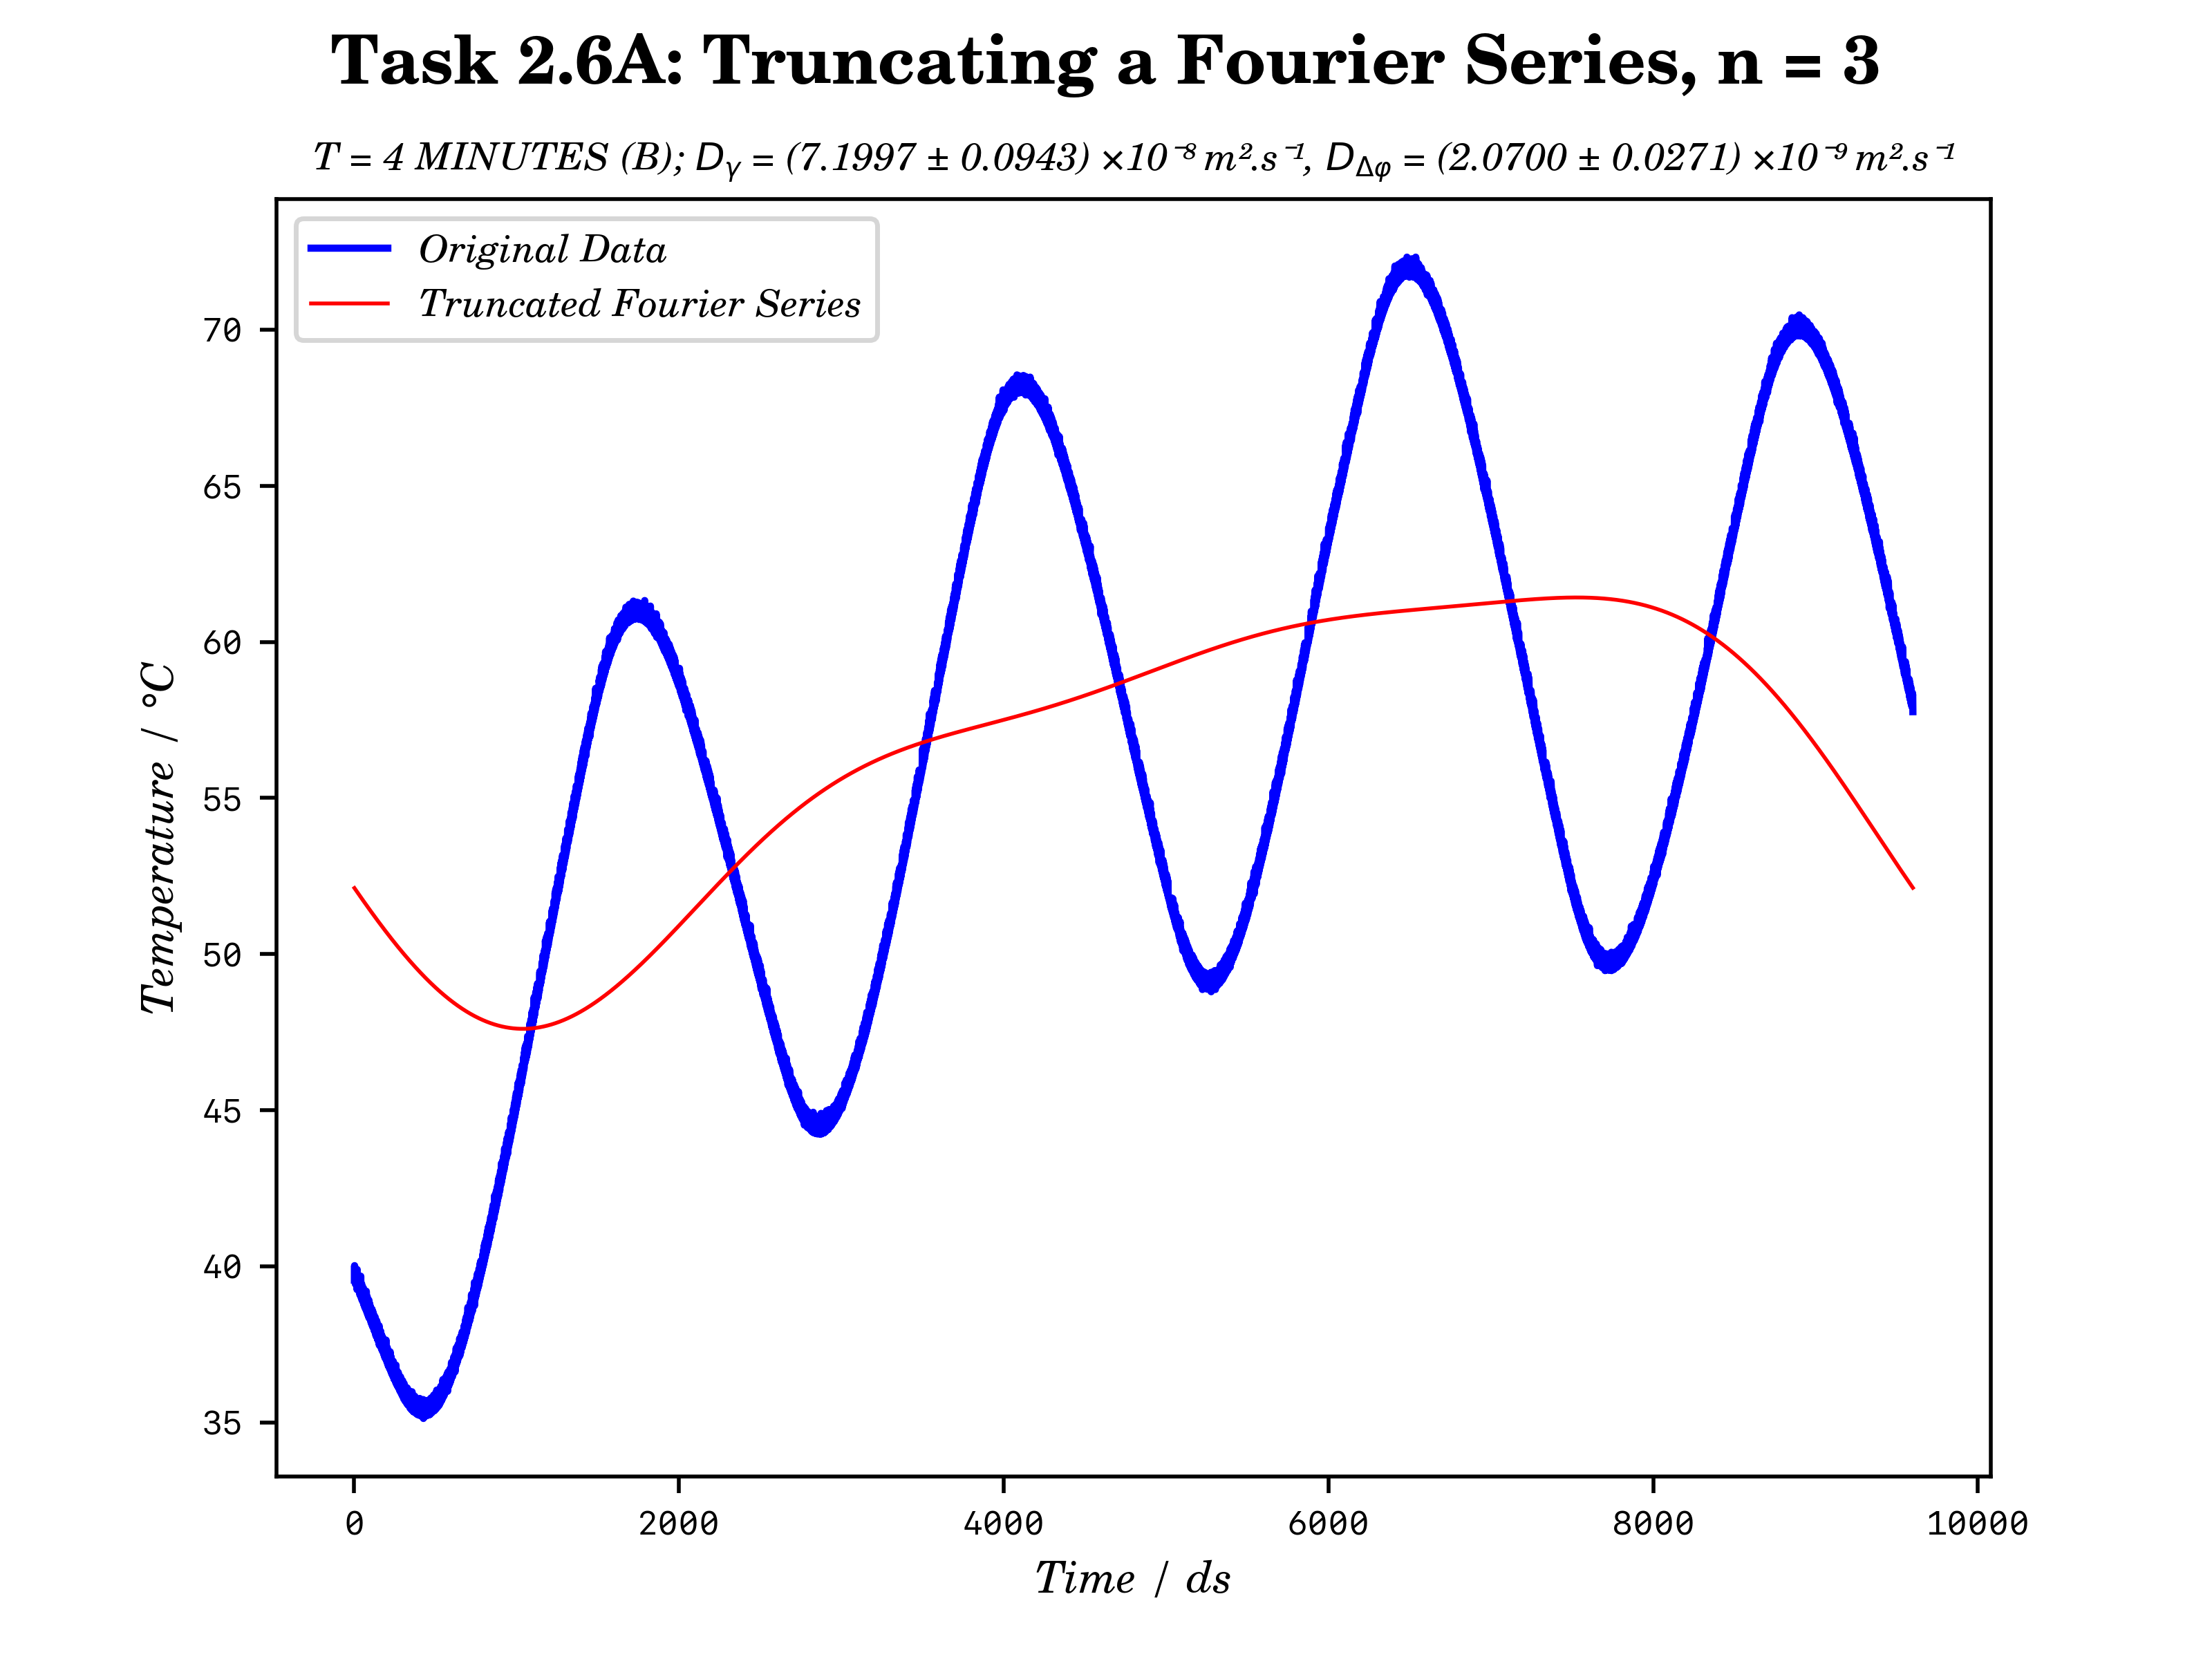 Task 2.6A: Truncating a Fourier Series, n = 3
T = 4 MINUTES (B); Dᵧ = (7.1997 ± 0.0943) ×10⁻⁸ m².s⁻¹, D_Δφ = (2.0700 ± 0.0271) ×10⁻⁹ m².s⁻¹
Original Data
Truncated Fourier Series
70
65
60
55
50
45
40
35
Temperature / °C
0 2000 4000 6000 8000 10000
Time / ds